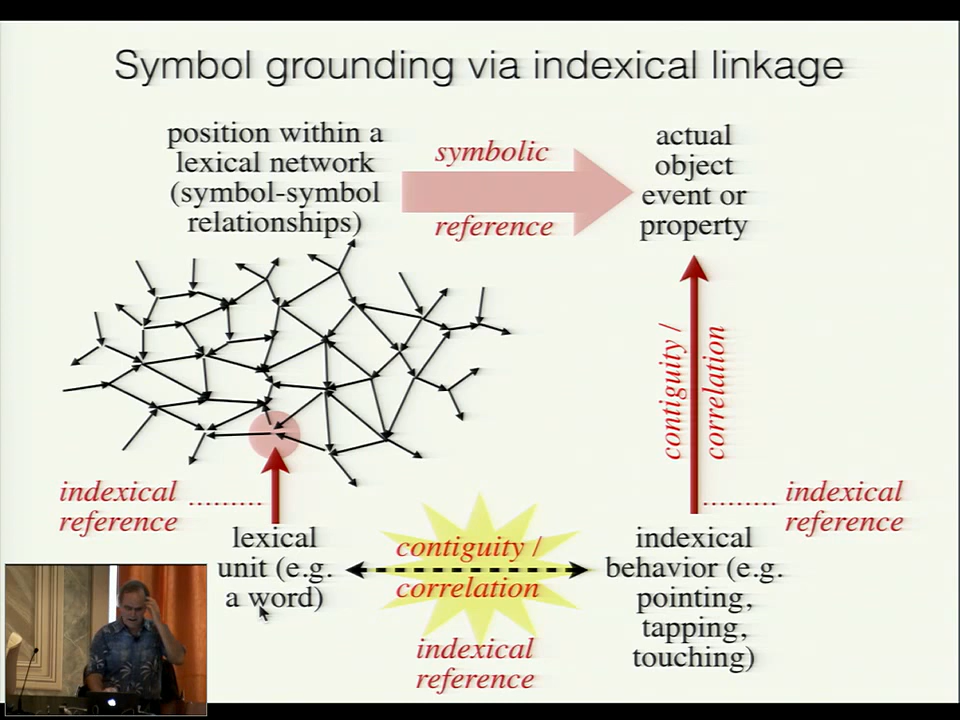 Symbol grounding via indexical linkage
position within a
lexical network
(symbol-symbol
relationships)
symbolic
reference
actual
object
event or
property
contiguity /
correlation
indexical
reference
indexical
reference
lexical
unit (e.g.
a word)
contiguity /
correlation
indexical
reference
indexical
behavior (e.g.
pointing,
tapping,
touching)